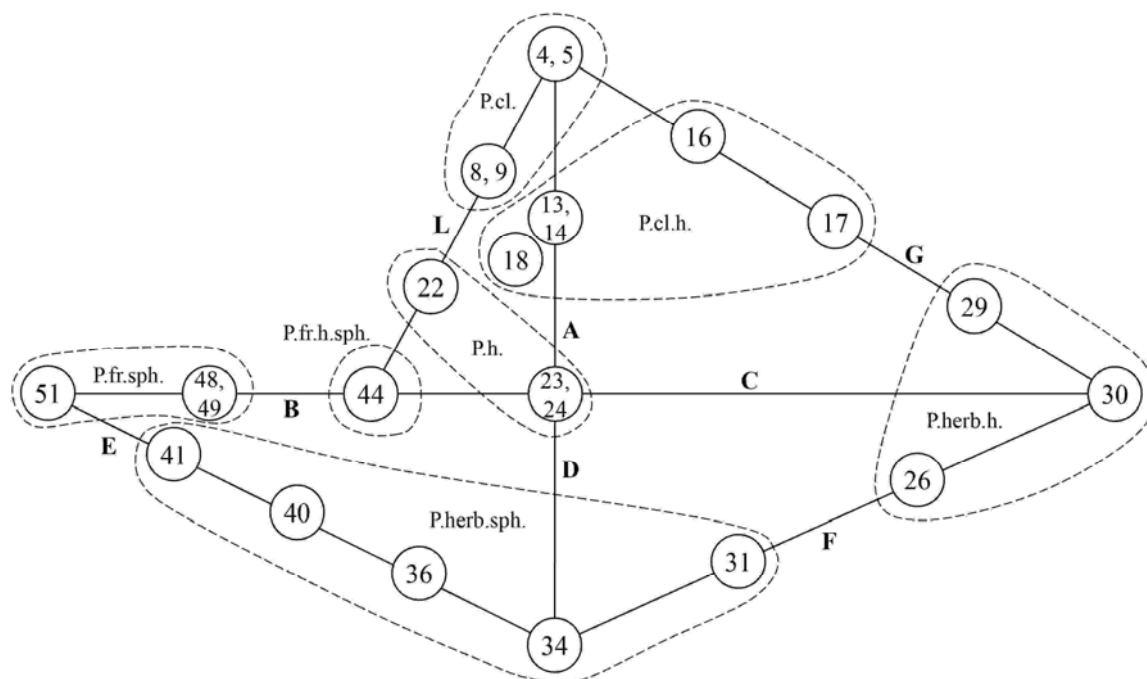 4, 5
P.cl.
16
8, 9
13,
14
17
L
P.cl.h.
18
G
22
29
P.fr.h.sph.
A
P.h.
P.fr.sph.
C
51
48,
49
B
44
23,
24
30
P.herb.h.
E
41
D
26
40
P.herb.sph.
F
31
36
34